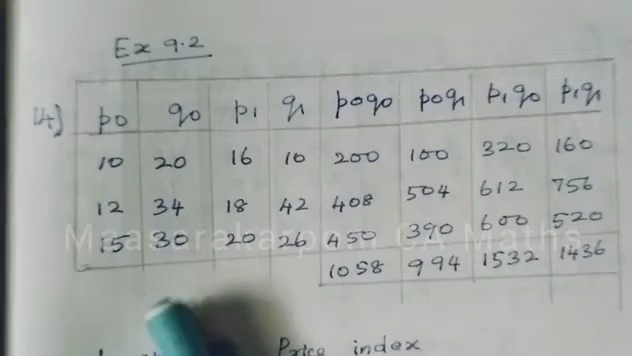 Ex 9.2
4) p0 q0 p1 q1 p0q0 p0q1 p1q0 p1q1
10 20 16 10 200 100 320 160
12 34 18 42 408 504 612 756
15 30 20 26 450 390 600 520
1058 994 1532 1436
Price index